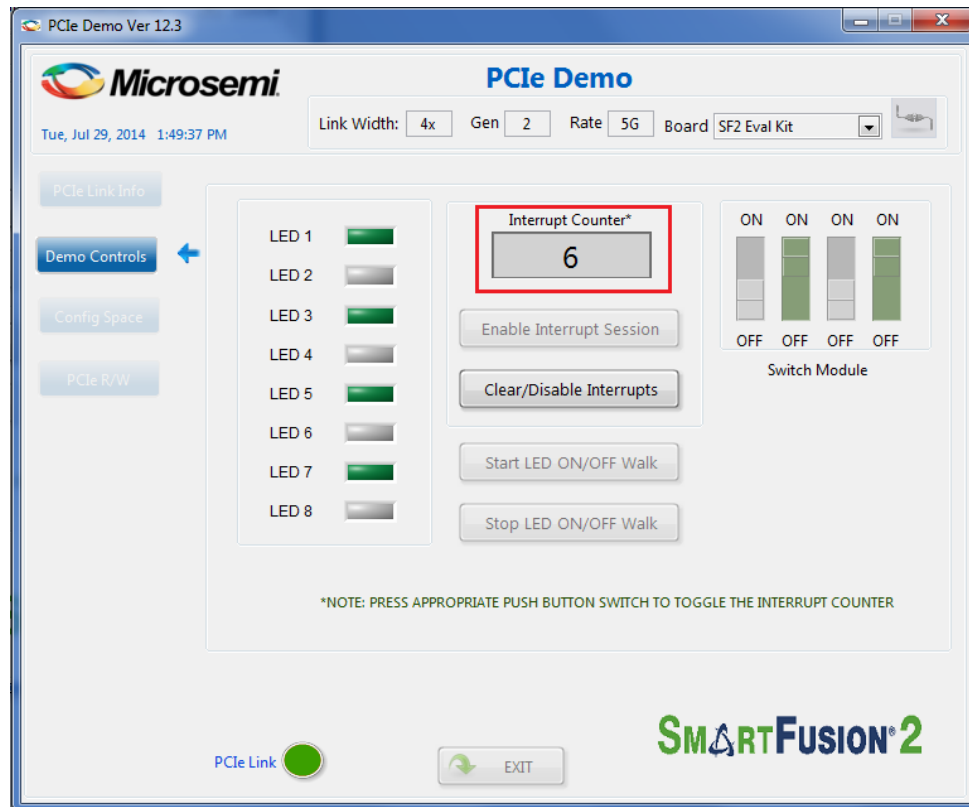 PCIe Demo Ver 12.3
Microsemi.
PCIe Demo
Tue, Jul 29, 2014 1:49:37 PM
Link Width: 4x Gen 2 Rate 5G Board SF2 Eval Kit
PCIe Link Info
Demo Controls
Config Space
PCIe R/W
LED 1
LED 2
LED 3
LED 4
LED 5
LED 6
LED 7
LED 8
Interrupt Counter*
6
Enable Interrupt Session
Clear/Disable Interrupts
Start LED ON/OFF Walk
Stop LED ON/OFF Walk
ON ON ON ON
OFF OFF OFF OFF
Switch Module
*NOTE: PRESS APPROPRIATE PUSH BUTTON SWITCH TO TOGGLE THE INTERRUPT COUNTER
PCIe Link
EXIT
SMARTFUSION®2